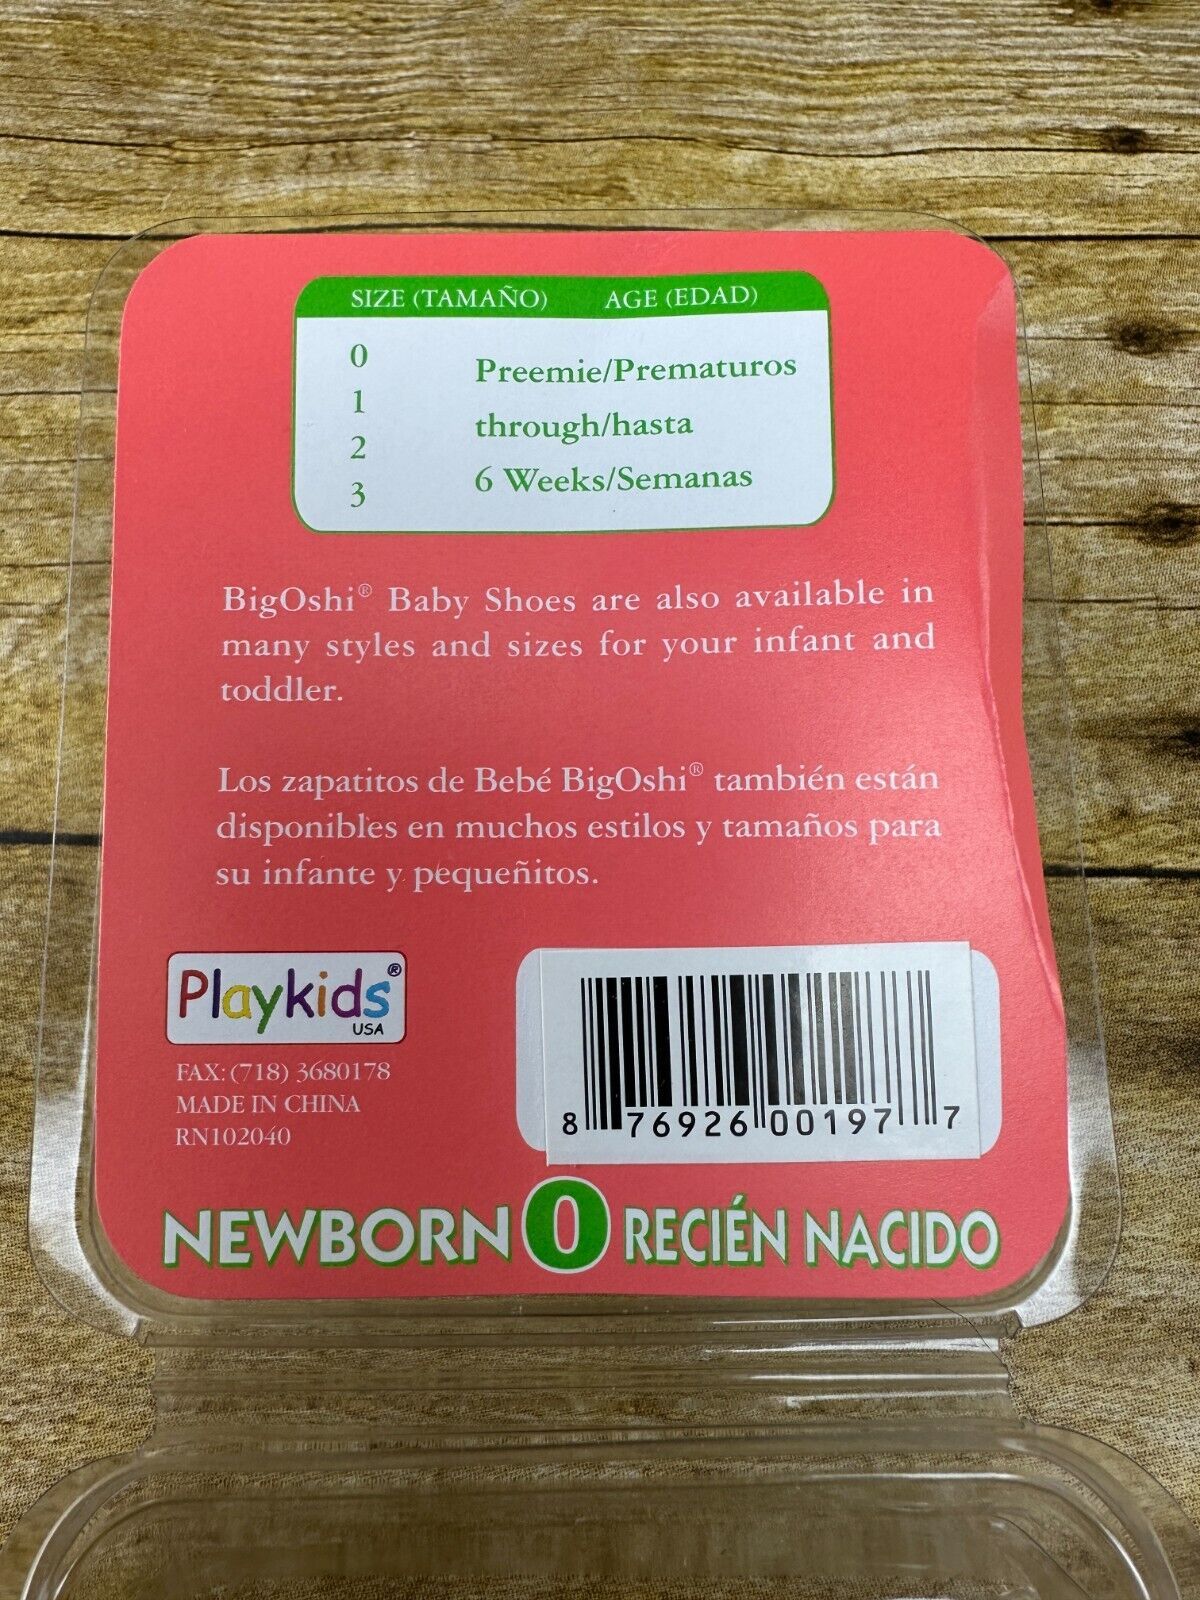 SIZE (TAMAÑO) AGE (EDAD)
0
1
2
3
Preemie/Prematuros
through/hasta
6 Weeks/Semanas
BigOshi® Baby Shoes are also available in
many styles and sizes for your infant and
toddler.
Los zapatitos de Bebé BigOshi® también están
disponibles en muchos estilos y tamaños para
su infante y pequeñitos.
Playkids®
USA
FAX: (718) 3680178
MADE IN CHINA
RN102040
8 76926 00197 7
NEWBORN 0 RECIÉN NACIDO